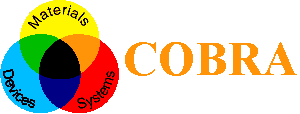 Materials
Devices
Systems
COBRA